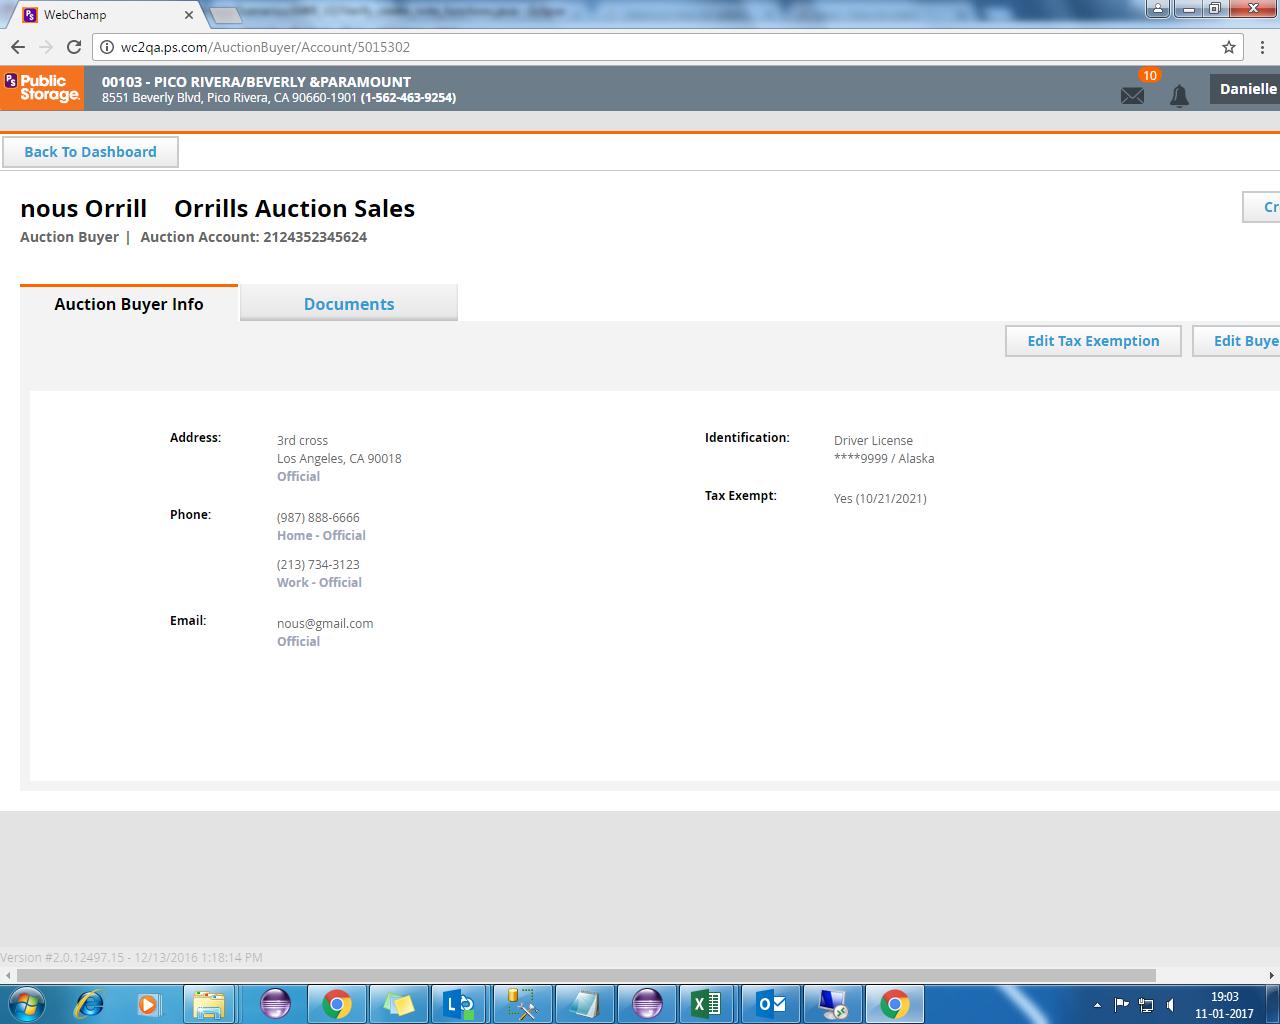 WebChamp
wc2qa.ps.com/AuctionBuyer/Account/5015302
PS Public Storage.
00103 - PICO RIVERA/BEVERLY &PARAMOUNT
8551 Beverly Blvd, Pico Rivera, CA 90660-1901 (1-562-463-9254)
10
Danielle
Back To Dashboard
nous Orrill Orrills Auction Sales
Cr
Auction Buyer | Auction Account: 2124352345624
Auction Buyer Info Documents
Edit Tax Exemption Edit Buye
Address: 3rd cross
Los Angeles, CA 90018
Official
Phone: (987) 888-6666
Home - Official
(213) 734-3123
Work - Official
Email: nous@gmail.com
Official
Identification: Driver License
****9999 / Alaska
Tax Exempt: Yes (10/21/2021)
Version #2.0.12497.15 - 12/13/2016 1:18:14 PM
19:03
11-01-2017